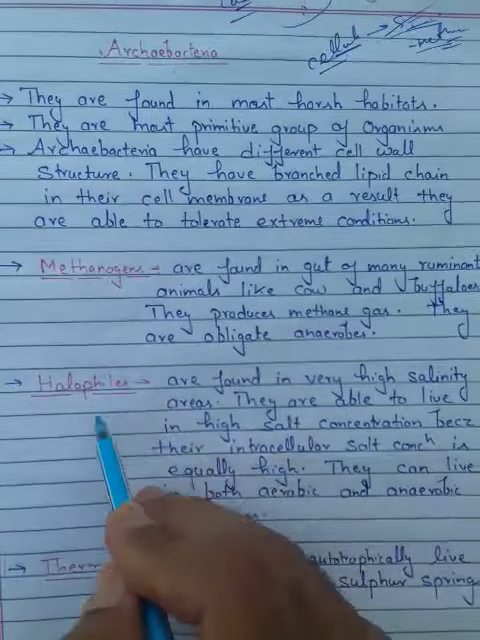 Archaebacteria
cellul →
→ They are found in most harsh habitats.
→ They are most primitive group of Organisms
→ Archaebacteria have different cell wall
structure. They have branched lipid chain
in their cell membrane as a result they
are able to tolerate extreme conditions.
→ Methanogens - are found in gut of many ruminant
animals like cow and buffaloes
They produces methane gas. They
are obligate anaerobes.
→ Halophiles - are found in very high salinity
areas. They are able to live
in high salt concentration becz
their intracellular salt concn is
equally high. They can live
in both aerobic and anaerobic
→ Therm autotrophically live
sulphur spring